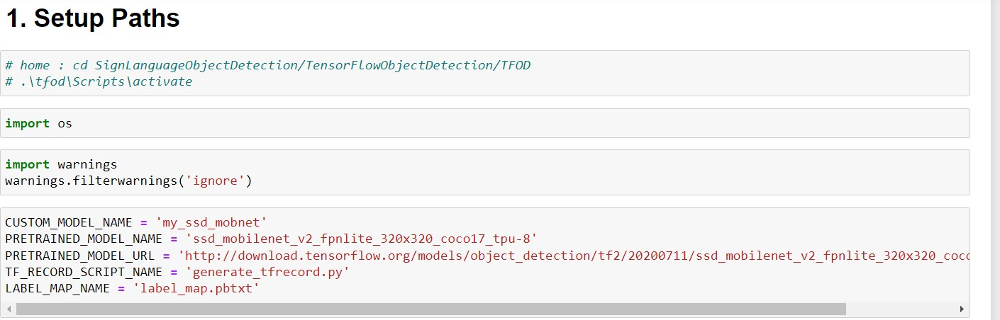 1. Setup Paths
# home : cd SignLanguageObjectDetection/TensorFlowObjectDetection/TFOD
# .\tfod\Scripts\activate
import os
import warnings
warnings.filterwarnings('ignore')
CUSTOM_MODEL_NAME = 'my_ssd_mobnet'
PRETRAINED_MODEL_NAME = 'ssd_mobilenet_v2_fpnlite_320x320_coco17_tpu-8'
PRETRAINED_MODEL_URL = 'http://download.tensorflow.org/models/object_detection/tf2/20200711/ssd_mobilenet_v2_fpnlite_320x320_coc
TF_RECORD_SCRIPT_NAME = 'generate_tfrecord.py'
LABEL_MAP_NAME = 'label_map.pbtxt'